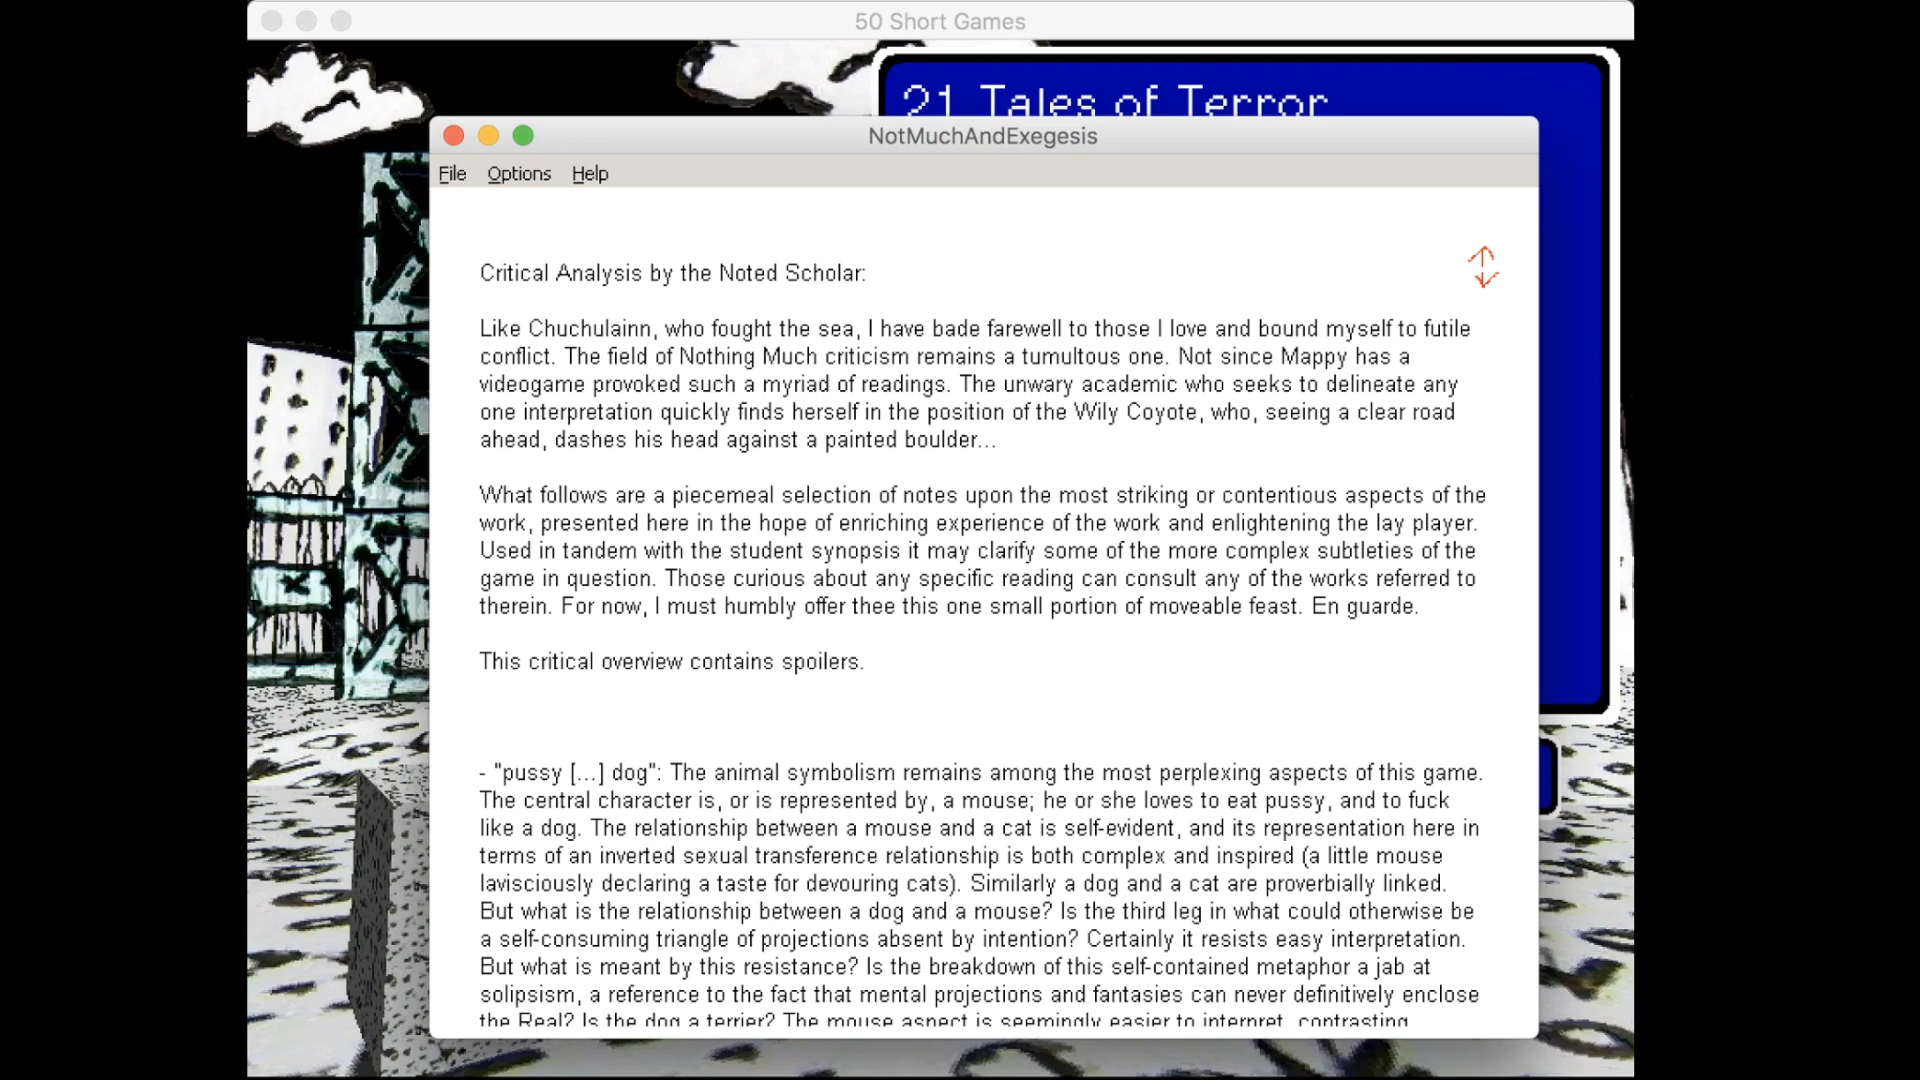 50 Short Games
21 Tales of Terror
NotMuchAndExegesis
File Options Help
Critical Analysis by the Noted Scholar:
Like Chuchulainn, who fought the sea, I have bade farewell to those I love and bound myself to futile
conflict. The field of Nothing Much criticism remains a tumultous one. Not since Mappy has a
videogame provoked such a myriad of readings. The unwary academic who seeks to delineate any
one interpretation quickly finds herself in the position of the Wily Coyote, who, seeing a clear road
ahead, dashes his head against a painted boulder...
What follows are a piecemeal selection of notes upon the most striking or contentious aspects of the
work, presented here in the hope of enriching experience of the work and enlightening the lay player.
Used in tandem with the student synopsis it may clarify some of the more complex subtleties of the
game in question. Those curious about any specific reading can consult any of the works referred to
therein. For now, I must humbly offer thee this one small portion of moveable feast. En guarde.
This critical overview contains spoilers.
- "pussy [...] dog": The animal symbolism remains among the most perplexing aspects of this game.
The central character is, or is represented by, a mouse; he or she loves to eat pussy, and to fuck
like a dog. The relationship between a mouse and a cat is self-evident, and its representation here in
terms of an inverted sexual transference relationship is both complex and inspired (a little mouse
lavisciously declaring a taste for devouring cats). Similarly a dog and a cat are proverbially linked.
But what is the relationship between a dog and a mouse? Is the third leg in what could otherwise be
a self-consuming triangle of projections absent by intention? Certainly it resists easy interpretation.
But what is meant by this resistance? Is the breakdown of this self-contained metaphor a jab at
solipsism, a reference to the fact that mental projections and fantasies can never definitively enclose
the Real? Is the dog a terrier? The mouse aspect is seemingly easier to interpret, contrasting